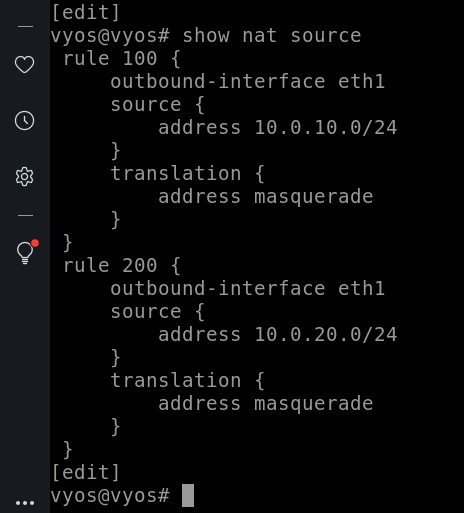 [edit]
vyos@vyos# show nat source
 rule 100 {
     outbound-interface eth1
     source {
         address 10.0.10.0/24
     }
     translation {
         address masquerade
     }
 }
 rule 200 {
     outbound-interface eth1
     source {
         address 10.0.20.0/24
     }
     translation {
         address masquerade
     }
 }
[edit]
vyos@vyos#